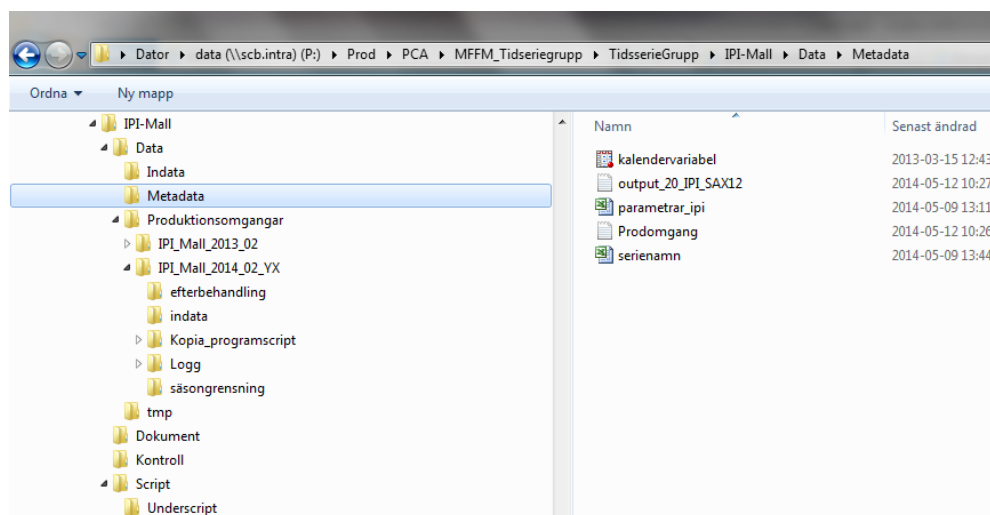 Dator ▸ data (\\scb.intra) (P:) ▸ Prod ▸ PCA ▸ MFFM_Tidseriegrupp ▸ TidsserieGrupp ▸ IPI-Mall ▸ Data ▸ Metadata
Ordna Ny mapp
IPI-Mall
Data
Indata
Metadata
Produktionsomgangar
IPI_Mall_2013_02
IPI_Mall_2014_02_YX
efterbehandling
indata
Kopia_programscript
Logg
säsongrensning
tmp
Dokument
Kontroll
Script
Underscript
Namn Senast ändrad
kalendervariabel 2013-03-15 12:43
output_20_IPI_SAX12 2014-05-12 10:27
parametrar_ipi 2014-05-09 13:11
Prodomgang 2014-05-12 10:26
serienamn 2014-05-09 13:44